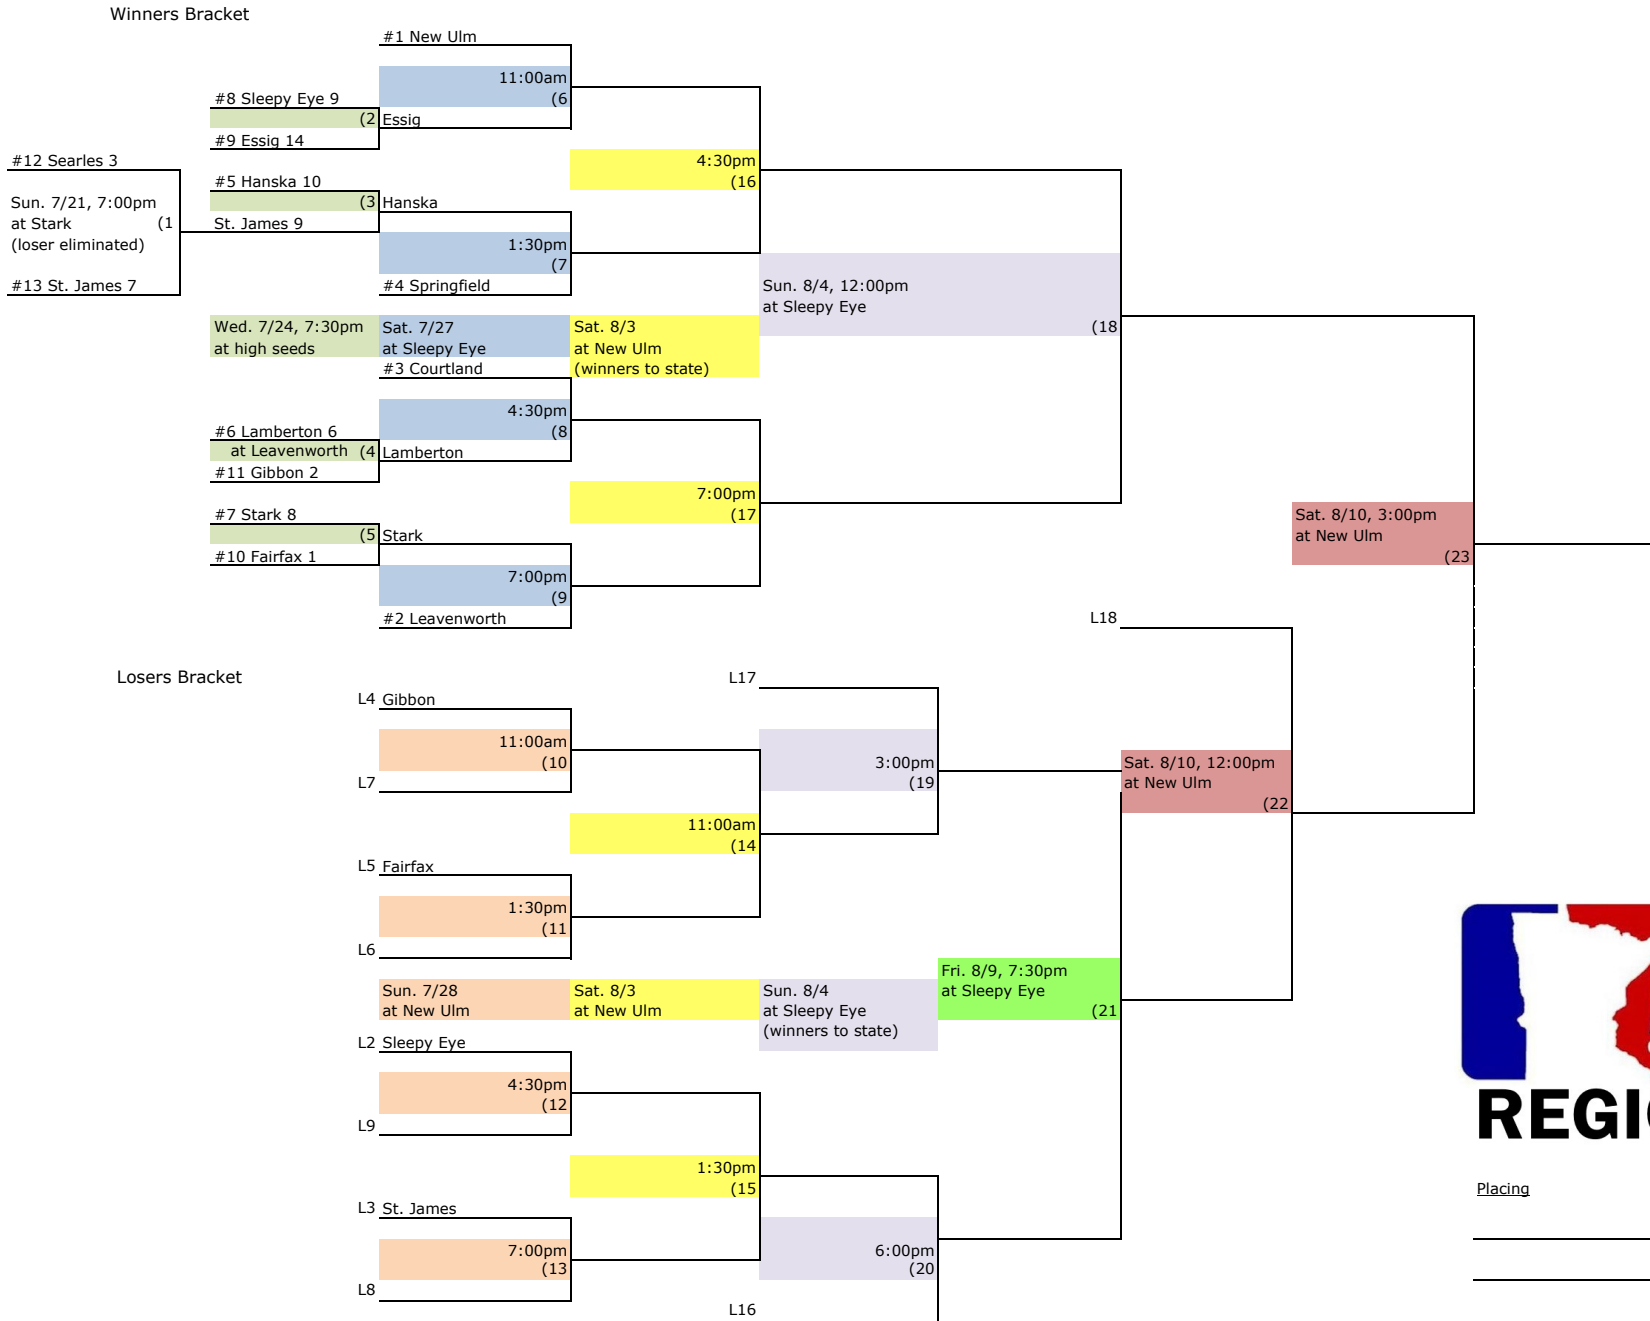 Winners Bracket
#1 New Ulm
11:00am
(6
#8 Sleepy Eye 9
(2
Essig
#9 Essig 14
#12 Searles 3
4:30pm
(16
#5 Hanska 10
Sun. 7/21, 7:00pm
(3
Hanska
at Stark (1
St. James 9
(loser eliminated)
1:30pm
(7
#13 St. James 7
#4 Springfield
Sun. 8/4, 12:00pm
at Sleepy Eye
(18
Wed. 7/24, 7:30pm
at high seeds
Sat. 7/27
at Sleepy Eye
Sat. 8/3
at New Ulm
(winners to state)
#3 Courtland
4:30pm
(8
#6 Lamberton 6
at Leavenworth (4
Lamberton
#11 Gibbon 2
7:00pm
(17
#7 Stark 8
(5
Stark
#10 Fairfax 1
Sat. 8/10, 3:00pm
at New Ulm
(23
7:00pm
(9
#2 Leavenworth
L18
Losers Bracket
L17
L4 Gibbon
11:00am
(10
L7
3:00pm
(19
Sat. 8/10, 12:00pm
at New Ulm
(22
11:00am
(14
L5 Fairfax
1:30pm
(11
L6
Sun. 7/28
at New Ulm
Sat. 8/3
at New Ulm
Sun. 8/4
at Sleepy Eye
(winners to state)
Fri. 8/9, 7:30pm
at Sleepy Eye
(21
L2 Sleepy Eye
4:30pm
(12
L9
1:30pm
(15
L3 St. James
7:00pm
(13
L8
6:00pm
(20
L16
Placing